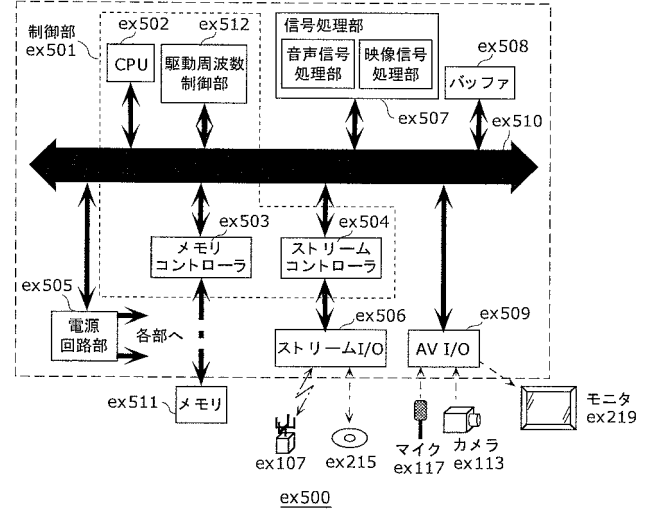 制御部
ex501
ex502
CPU
ex512
駆動周波数
制御部
信号処理部
音声信号
処理部
映像信号
処理部
ex507
ex508
バッファ
ex510
ex503
メモリ
コントローラ
ex504
ストリーム
コントローラ
ex505
電源
回路部
各部へ
ex506
ストリームI/O
ex509
AV I/O
ex511
メモリ
ex107
ex215
マイク
ex117
カメラ
ex113
モニタ
ex219
ex500